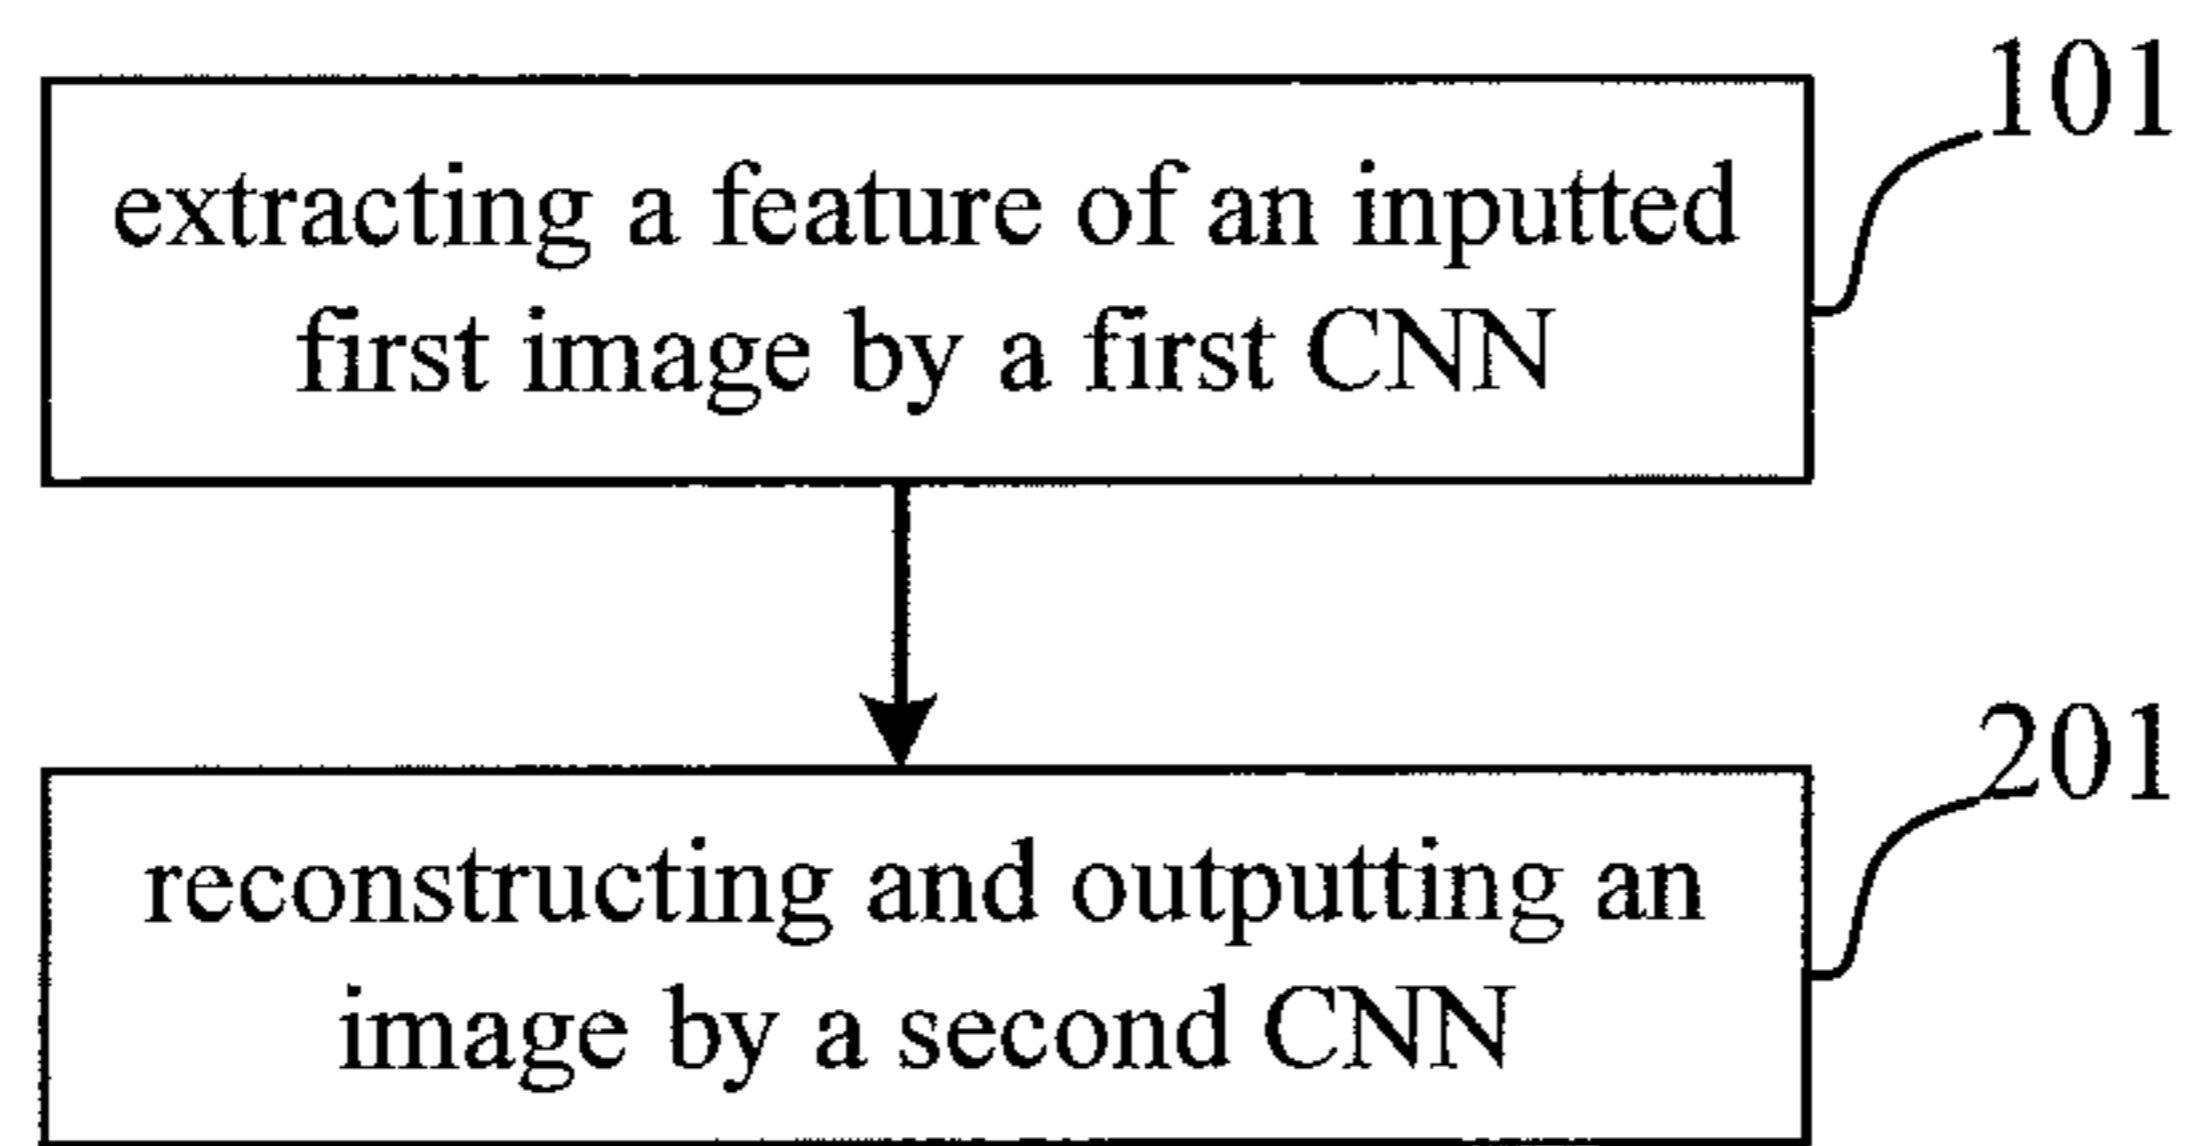 101
extracting a feature of an inputted
first image by a first CNN
201
reconstructing and outputting an
image by a second CNN